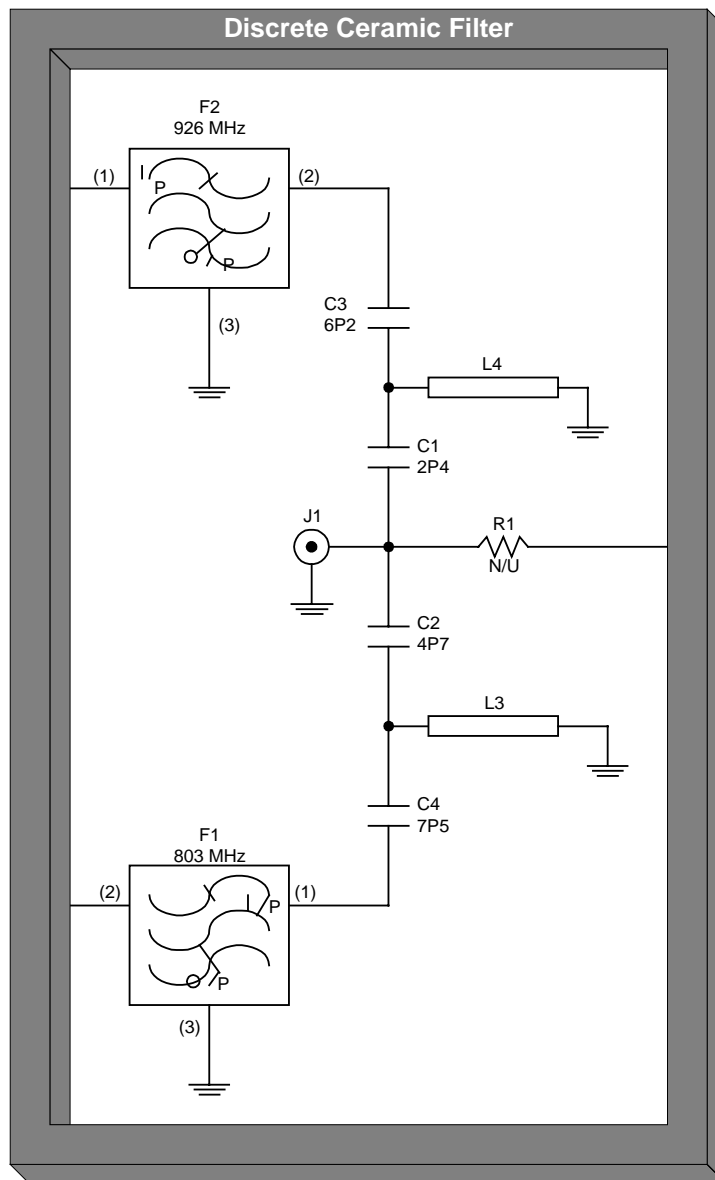 Discrete Ceramic Filter
F2
926 MHz
(1)
I
P
(2)
P
(3)
C3
6P2
L4
C1
2P4
J1
R1
N/U
C2
4P7
L3
C4
7P5
F1
803 MHz
(2)
(1)
I
P
P
(3)